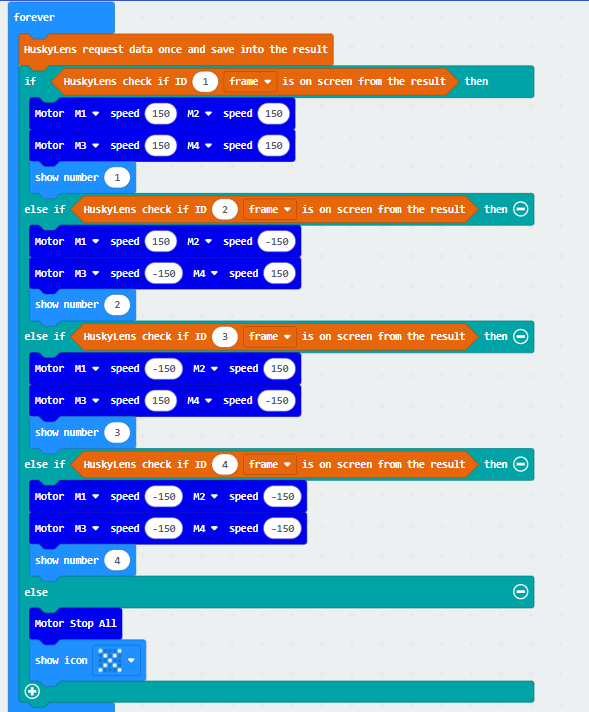 forever
HuskyLens request data once and save into the result
if HuskyLens check if ID 1 frame is on screen from the result then
Motor M1 speed 150 M2 speed 150
Motor M3 speed 150 M4 speed 150
show number 1
else if HuskyLens check if ID 2 frame is on screen from the result then
Motor M1 speed 150 M2 speed -150
Motor M3 speed -150 M4 speed 150
show number 2
else if HuskyLens check if ID 3 frame is on screen from the result then
Motor M1 speed -150 M2 speed 150
Motor M3 speed 150 M4 speed -150
show number 3
else if HuskyLens check if ID 4 frame is on screen from the result then
Motor M1 speed -150 M2 speed -150
Motor M3 speed -150 M4 speed -150
show number 4
else
Motor Stop All
show icon